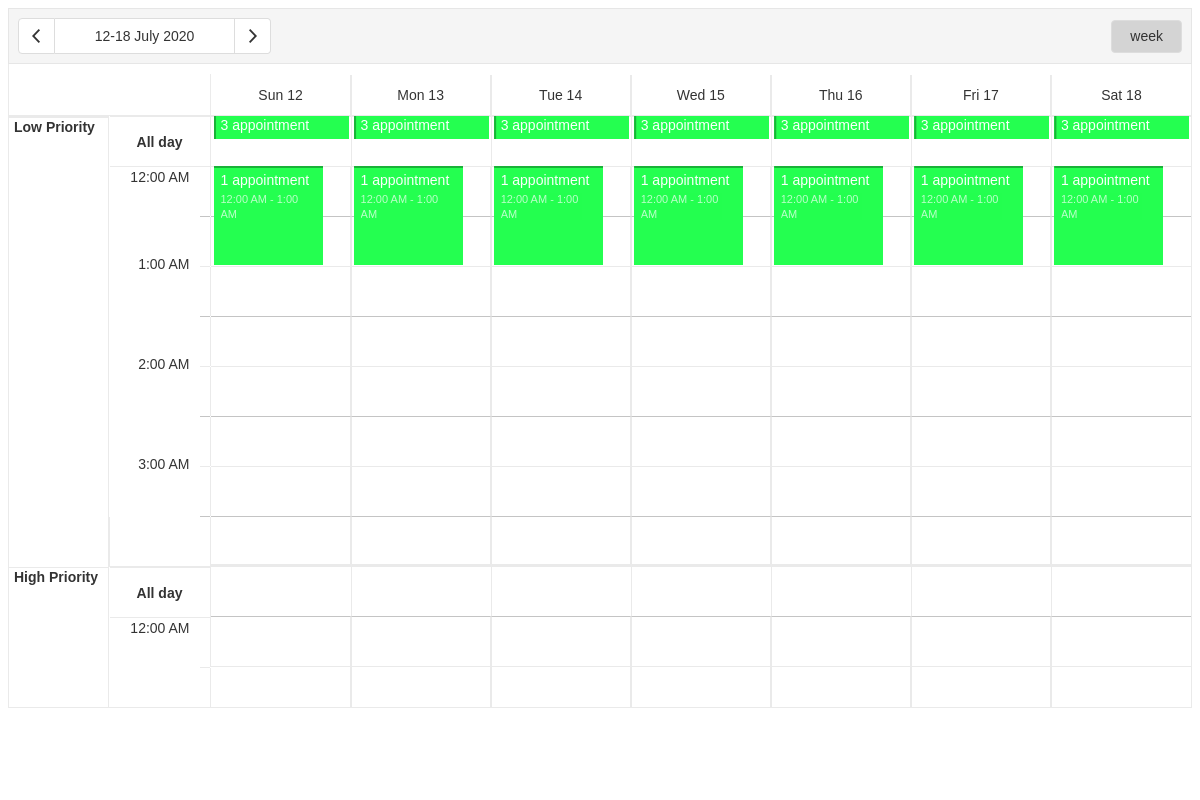 12-18 July 2020
week
Sun 12 Mon 13 Tue 14 Wed 15 Thu 16 Fri 17 Sat 18
Low Priority
All day
3 appointment 3 appointment 3 appointment 3 appointment 3 appointment 3 appointment 3 appointment
12:00 AM
1 appointment 1 appointment 1 appointment 1 appointment 1 appointment 1 appointment 1 appointment
12:00 AM - 1:00 12:00 AM - 1:00 12:00 AM - 1:00 12:00 AM - 1:00 12:00 AM - 1:00 12:00 AM - 1:00 12:00 AM - 1:00
AM AM AM AM AM AM AM
1:00 AM
2:00 AM
3:00 AM
High Priority
All day
12:00 AM